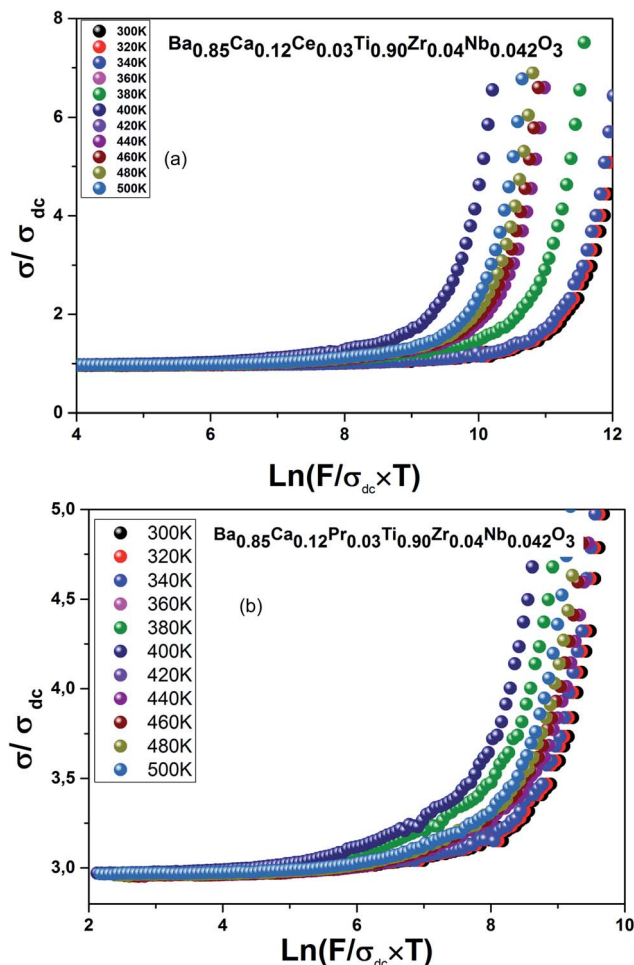 300K
320K
340K
360K
380K
400K
420K
440K
460K
480K
500K
Ba0.85Ca0.12Ce0.03Ti0.90Zr0.04Nb0.042O3
(a)
8
6
4
2
0
σ/ σdc
4
6
8
10
12
Ln(F/σdc×T)
300K
320K
340K
360K
380K
400K
420K
440K
460K
480K
500K
Ba0.85Ca0.12Pr0.03Ti0.90Zr0.04Nb0.042O3
(b)
5,0
4,5
4,0
3,5
3,0
σ/ σdc
2
4
6
8
10
Ln(F/σdc×T)